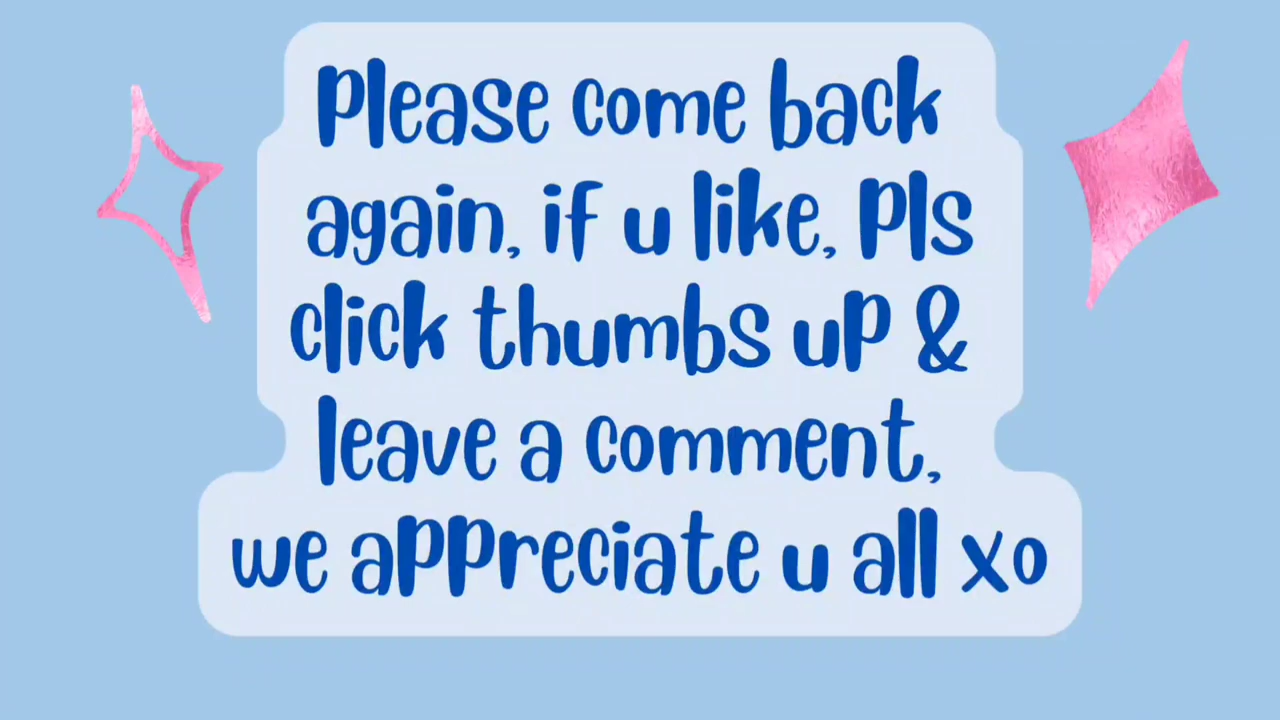 Please come back
again, if u like, Pls
click thumbs up &
leave a comment,
we appreciate u all xo